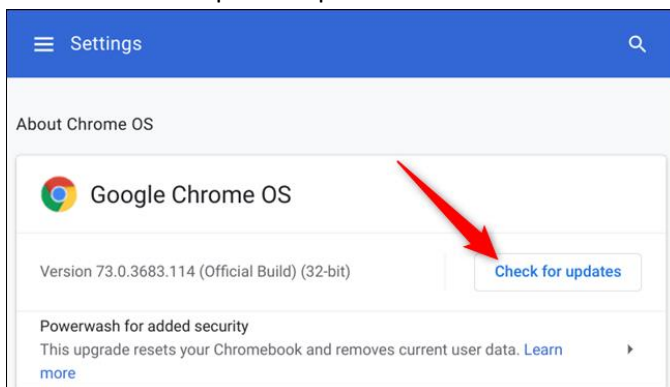 Settings
About Chrome OS
Google Chrome OS
Version 73.0.3683.114 (Official Build) (32-bit)
Check for updates
Powerwash for added security
This upgrade resets your Chromebook and removes current user data. Learn
more